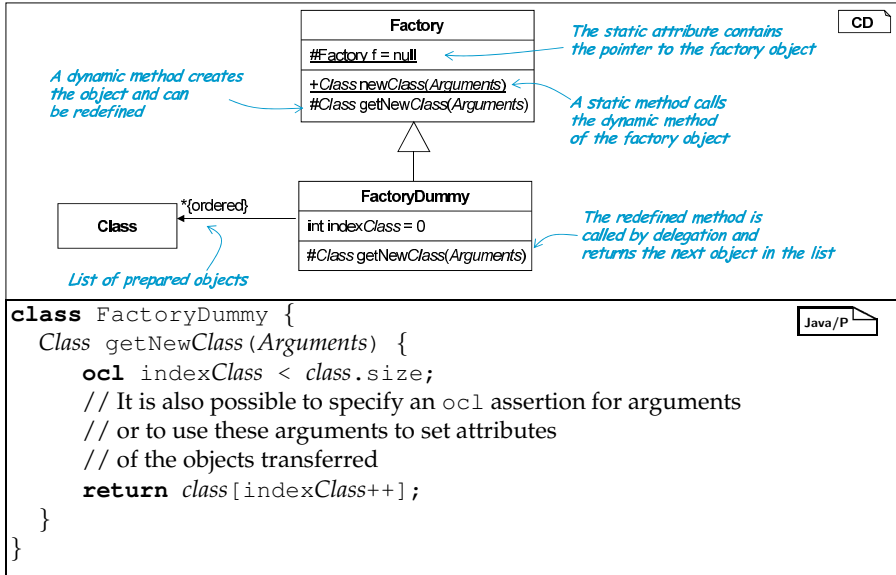 Factory
CD
#Factory f = null
The static attribute contains
the pointer to the factory object
A dynamic method creates
the object and can
be redefined
+Class newClass(Arguments)
#Class getNewClass(Arguments)
A static method calls
the dynamic method
of the factory object
*{ordered}
Class
FactoryDummy
int indexClass = 0
#Class getNewClass(Arguments)
List of prepared objects
The redefined method is
called by delegation and
returns the next object in the list
Java/P
class FactoryDummy {
Class getNewClass(Arguments) {
ocl indexClass < class.size;
// It is also possible to specify an ocl assertion for arguments
// or to use these arguments to set attributes
// of the objects transferred
return class[indexClass++];
}
}